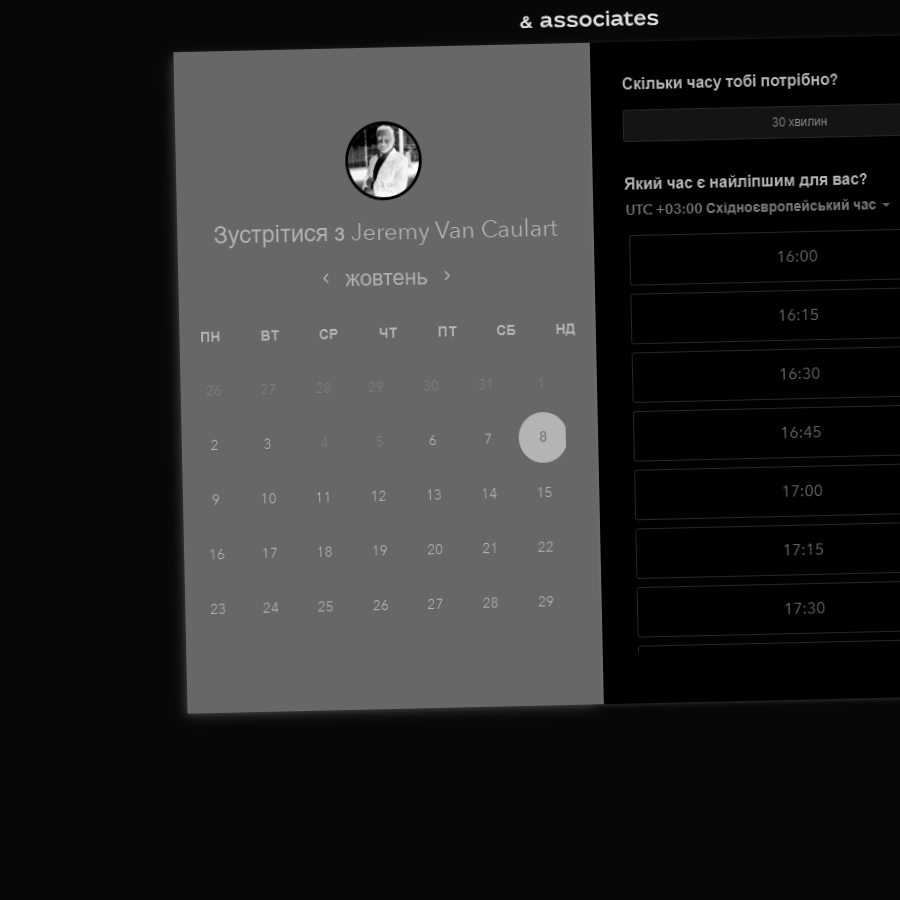 & associates
Зустрітися з Jeremy Van Caulart
жовтень
ПН ВТ СР ЧТ ПТ СБ НД
26 27 28 29 30 31 1
2 3 4 5 6 7 8
9 10 11 12 13 14 15
16 17 18 19 20 21 22
23 24 25 26 27 28 29
Скільки часу тобі потрібно?
30 хвилин
Який час є найліпшим для вас?
UTC +03:00 Східноєвропейський час
16:00
16:15
16:30
16:45
17:00
17:15
17:30